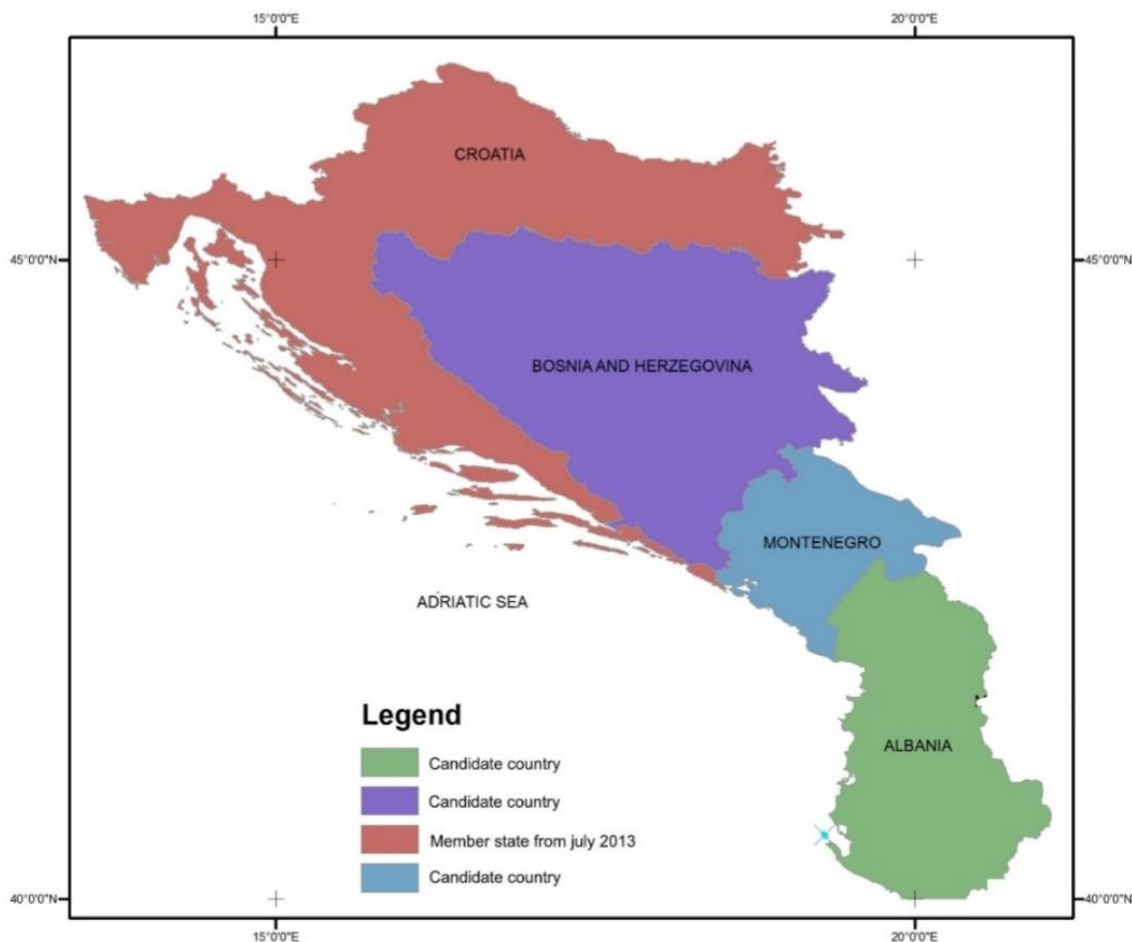 15°0'0"E 20°0'0"E
CROATIA
45°0'0"N 45°0'0"N
BOSNIA AND HERZEGOVINA
MONTENEGRO
ADRIATIC SEA
Legend
ALBANIA
Candidate country
Candidate country
Member state from july 2013
Candidate country
40°0'0"N 40°0'0"N
15°0'0"E 20°0'0"E